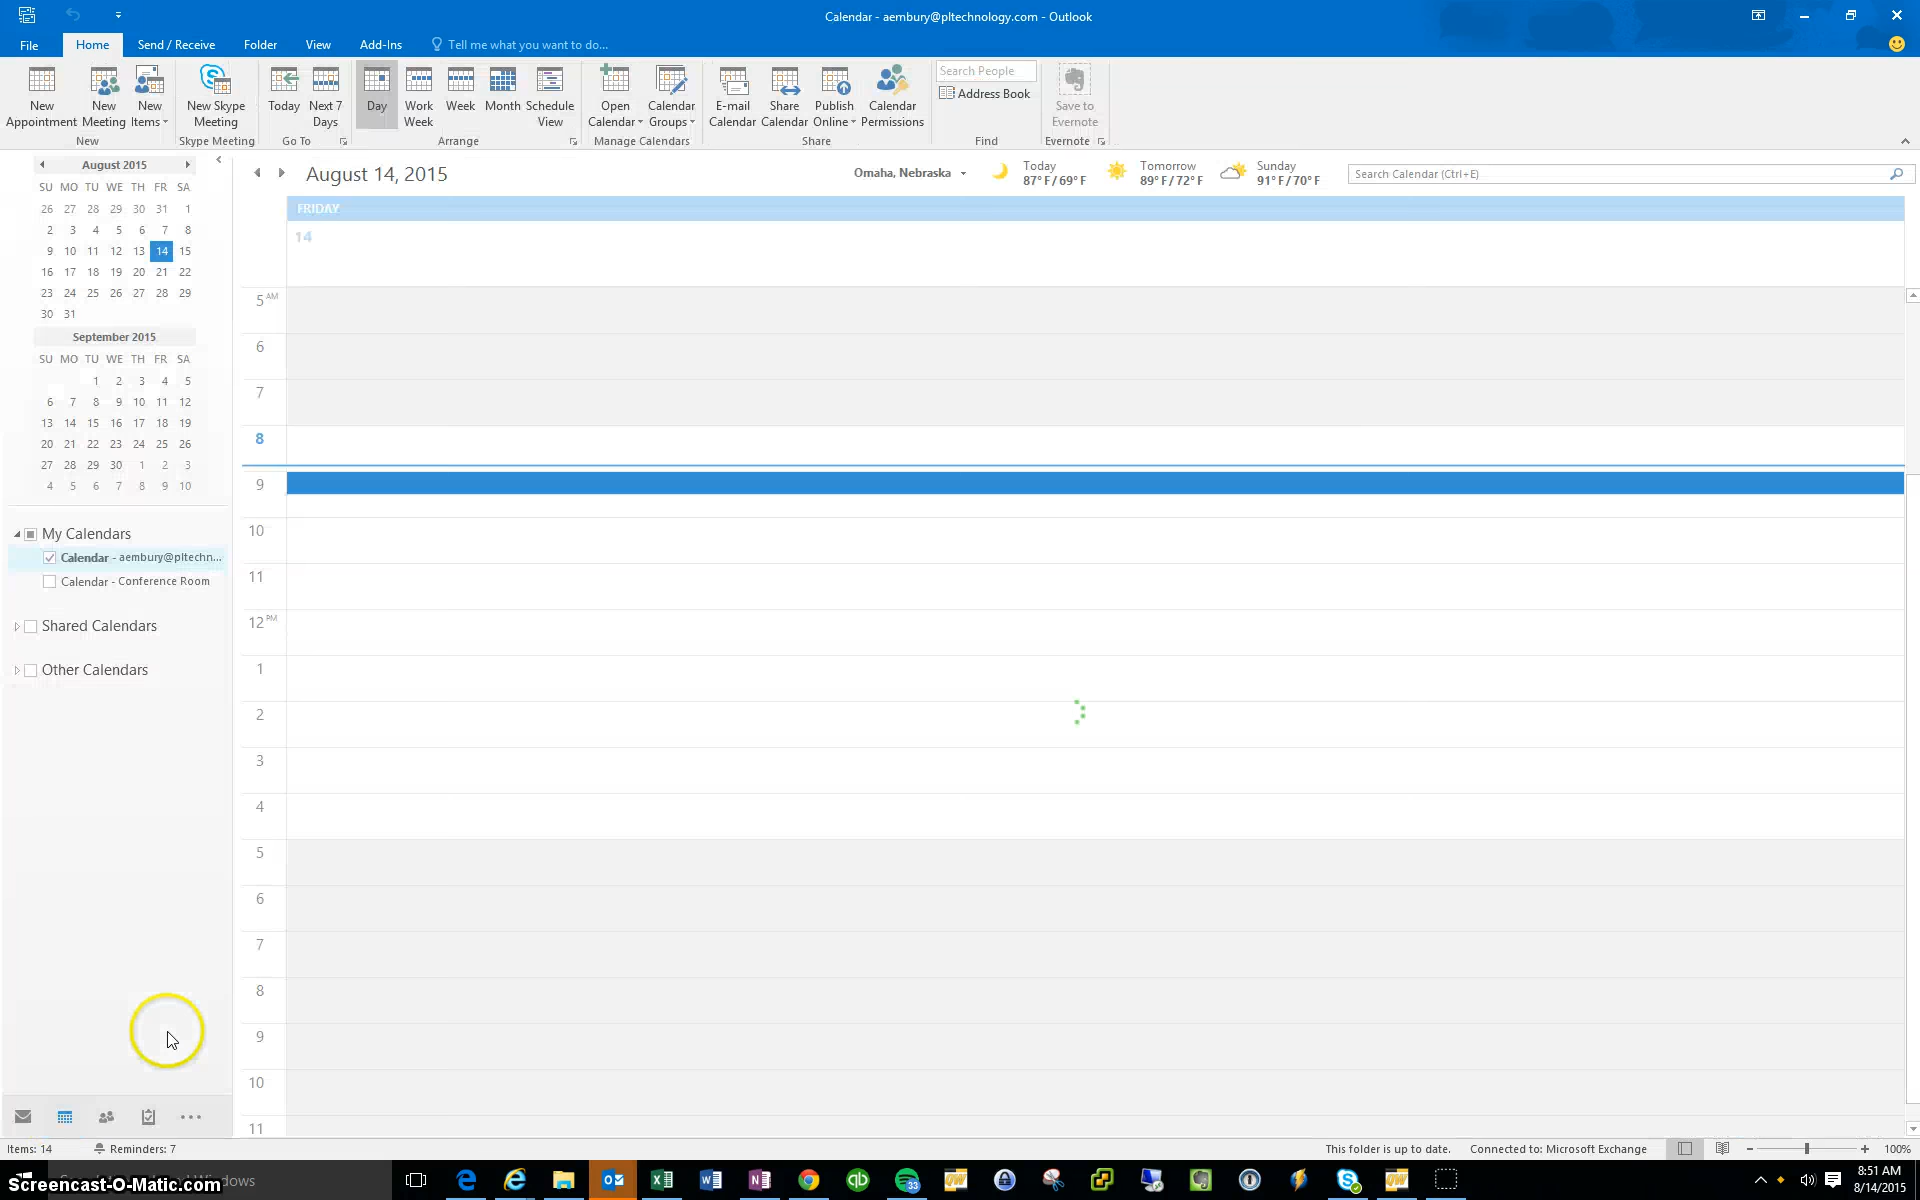 Calendar - aembury@pltechnology.com - Outlook
File Home Send / Receive Folder View Add-Ins Tell me what you want to do...
New Appointment
New Meeting
New Items
New
New Skype Meeting
Skype Meeting
Today
Next 7 Days
Go To
Day
Work Week
Week
Month
Schedule View
Arrange
Open Calendar
Calendar Groups
Manage Calendars
E-mail Calendar
Share Calendar
Publish Online
Calendar Permissions
Share
Search People
Address Book
Find
Save to Evernote
Evernote
August 2015
SU MO TU WE TH FR SA
26 27 28 29 30 31 1
2 3 4 5 6 7 8
9 10 11 12 13 14 15
16 17 18 19 20 21 22
23 24 25 26 27 28 29
30 31
September 2015
SU MO TU WE TH FR SA
1 2 3 4 5
6 7 8 9 10 11 12
13 14 15 16 17 18 19
20 21 22 23 24 25 26
27 28 29 30 1 2 3
4 5 6 7 8 9 10
My Calendars
Calendar - aembury@pltechn...
Calendar - Conference Room
Shared Calendars
Other Calendars
August 14, 2015
Omaha, Nebraska
Today
87° F / 69° F
Tomorrow
89° F / 72° F
Sunday
91° F / 70° F
Search Calendar (Ctrl+E)
FRIDAY
14
5 AM
6
7
8
9
10
11
12 PM
1
2
3
4
5
6
7
8
9
10
11
Items: 14 Reminders: 7
This folder is up to date. Connected to: Microsoft Exchange 100%
Screencast-O-Matic.com
33
8:51 AM
8/14/2015